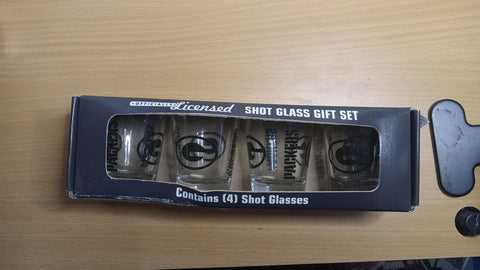 OFFICIALLY Licensed SHOT GLASS GIFT SET
PACKERS
PACKERS
Contains (4) Shot Glasses